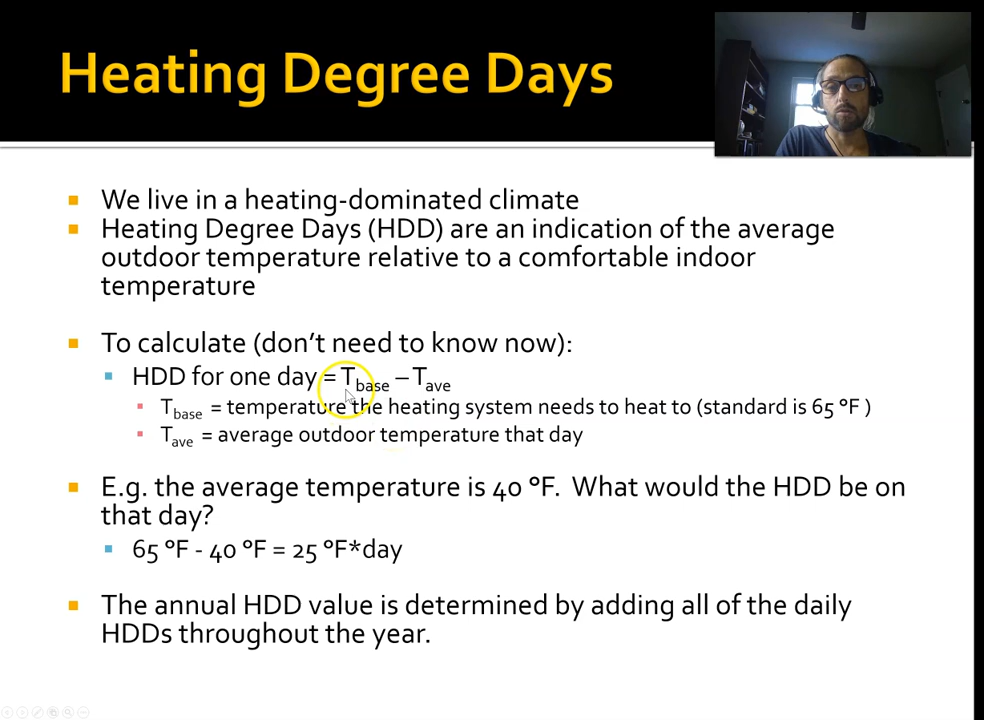 Heating Degree Days
We live in a heating-dominated climate
Heating Degree Days (HDD) are an indication of the average
outdoor temperature relative to a comfortable indoor
temperature
To calculate (don't need to know now):
HDD for one day = Tbase – Tave
Tbase = temperature the heating system needs to heat to (standard is 65 °F )
Tave = average outdoor temperature that day
E.g. the average temperature is 40 °F. What would the HDD be on
that day?
65 °F - 40 °F = 25 °F*day
The annual HDD value is determined by adding all of the daily
HDDs throughout the year.